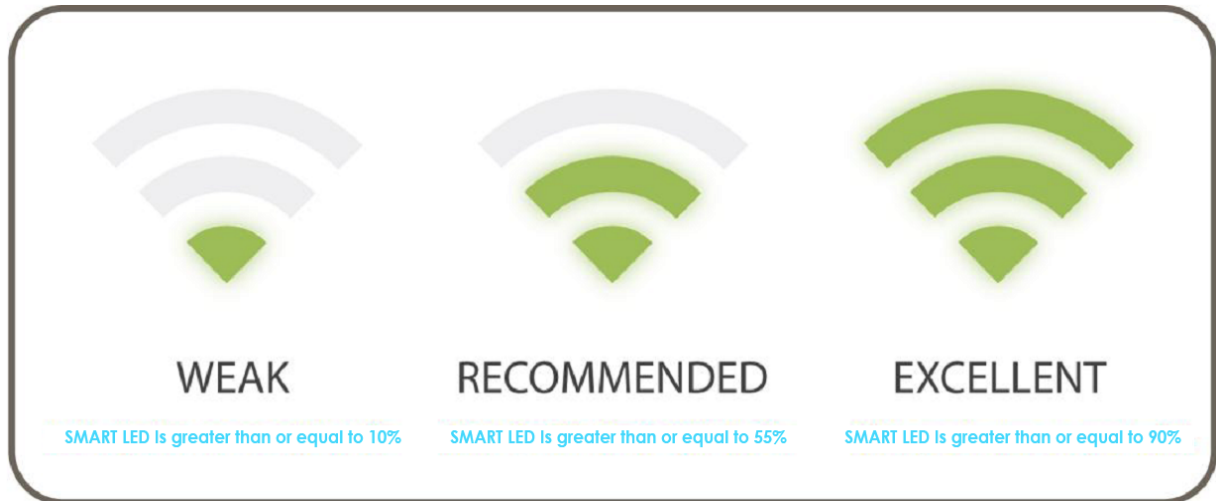 WEAK
RECOMMENDED
EXCELLENT
SMART LED Is greater than or equal to 10%
SMART LED Is greater than or equal to 55%
SMART LED Is greater than or equal to 90%